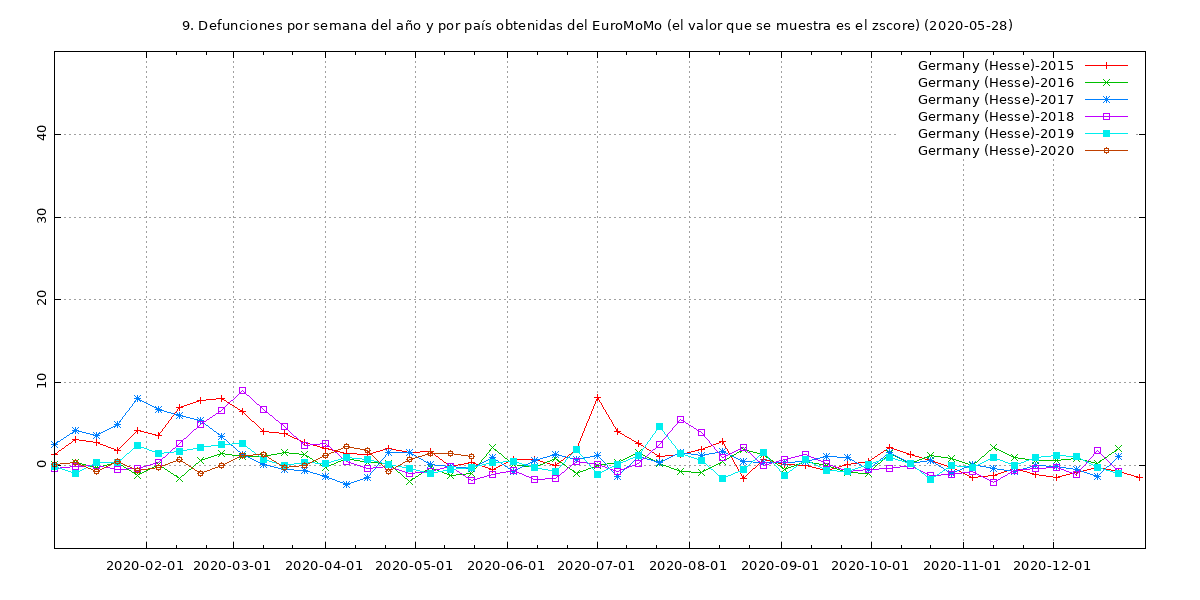 9. Defunciones por semana del año y por país obtenidas del EuroMoMo (el valor que se muestra es el zscore) (2020-05-28)
Germany (Hesse)-2015
Germany (Hesse)-2016
Germany (Hesse)-2017
Germany (Hesse)-2018
Germany (Hesse)-2019
Germany (Hesse)-2020
40
30
20
10
0
2020-02-01 2020-03-01 2020-04-01 2020-05-01 2020-06-01 2020-07-01 2020-08-01 2020-09-01 2020-10-01 2020-11-01 2020-12-01